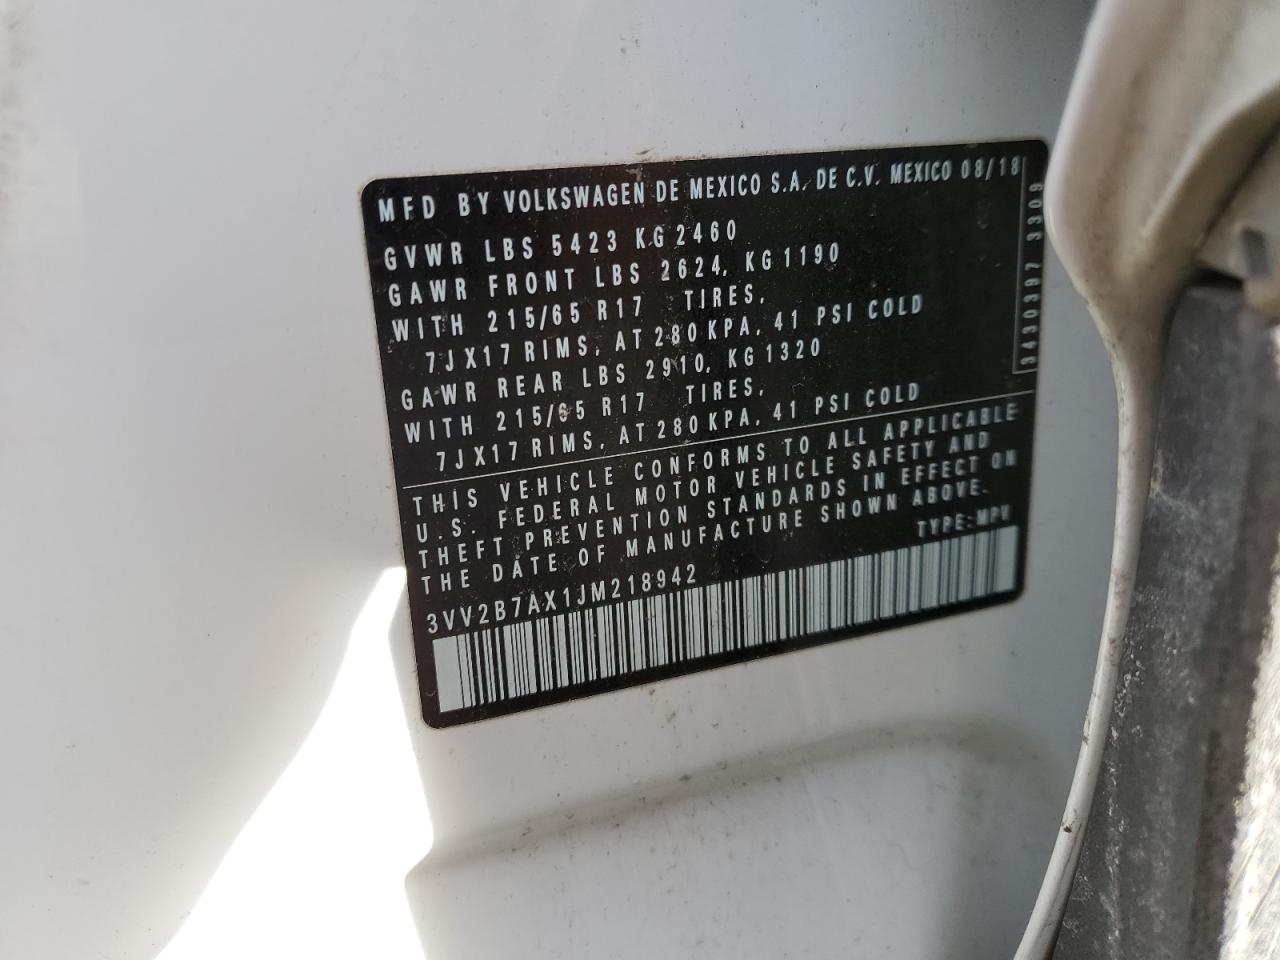 MFD BY VOLKSWAGEN DE MEXICO S.A. DE C.V. MEXICO 08/18
GVWR LBS 5423 KG 2460
GAWR FRONT LBS 2624, KG 1190
WITH 215/65 R17 TIRES,
7JX17 RIMS, AT 280 KPA, 41 PSI COLD
GAWR REAR LBS 2910, KG 1320
WITH 215/65 R17 TIRES,
7JX17 RIMS, AT 280 KPA, 41 PSI COLD
THIS VEHICLE CONFORMS TO ALL APPLICABLE
U.S. FEDERAL MOTOR VEHICLE SAFETY AND
THEFT PREVENTION STANDARDS IN EFFECT ON
THE DATE OF MANUFACTURE SHOWN ABOVE.
TYPE: MPV
3VV2B7AX1JM218942
3430397 3309